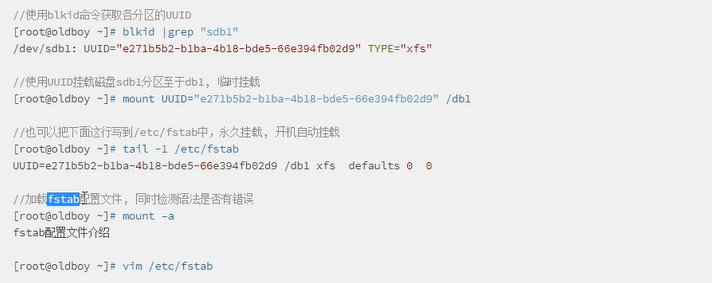 //使用blkid命令获取各分区的UUID
[root@oldboy ~]# blkid |grep "sdb1"
/dev/sdb1: UUID="e271b5b2-b1ba-4b18-bde5-66e394fb02d9" TYPE="xfs"
//使用UUID挂载磁盘sdb1分区至于db1, 临时挂载
[root@oldboy ~]# mount UUID="e271b5b2-b1ba-4b18-bde5-66e394fb02d9" /db1
//也可以把下面这行写到/etc/fstab中，永久挂载, 开机自动挂载
[root@oldboy ~]# tail -1 /etc/fstab
UUID=e271b5b2-b1ba-4b18-bde5-66e394fb02d9 /db1 xfs  defaults 0  0
//加载fstab配置文件, 同时检测语法是否有错误
[root@oldboy ~]# mount -a
fstab配置文件介绍
[root@oldboy ~]# vim /etc/fstab